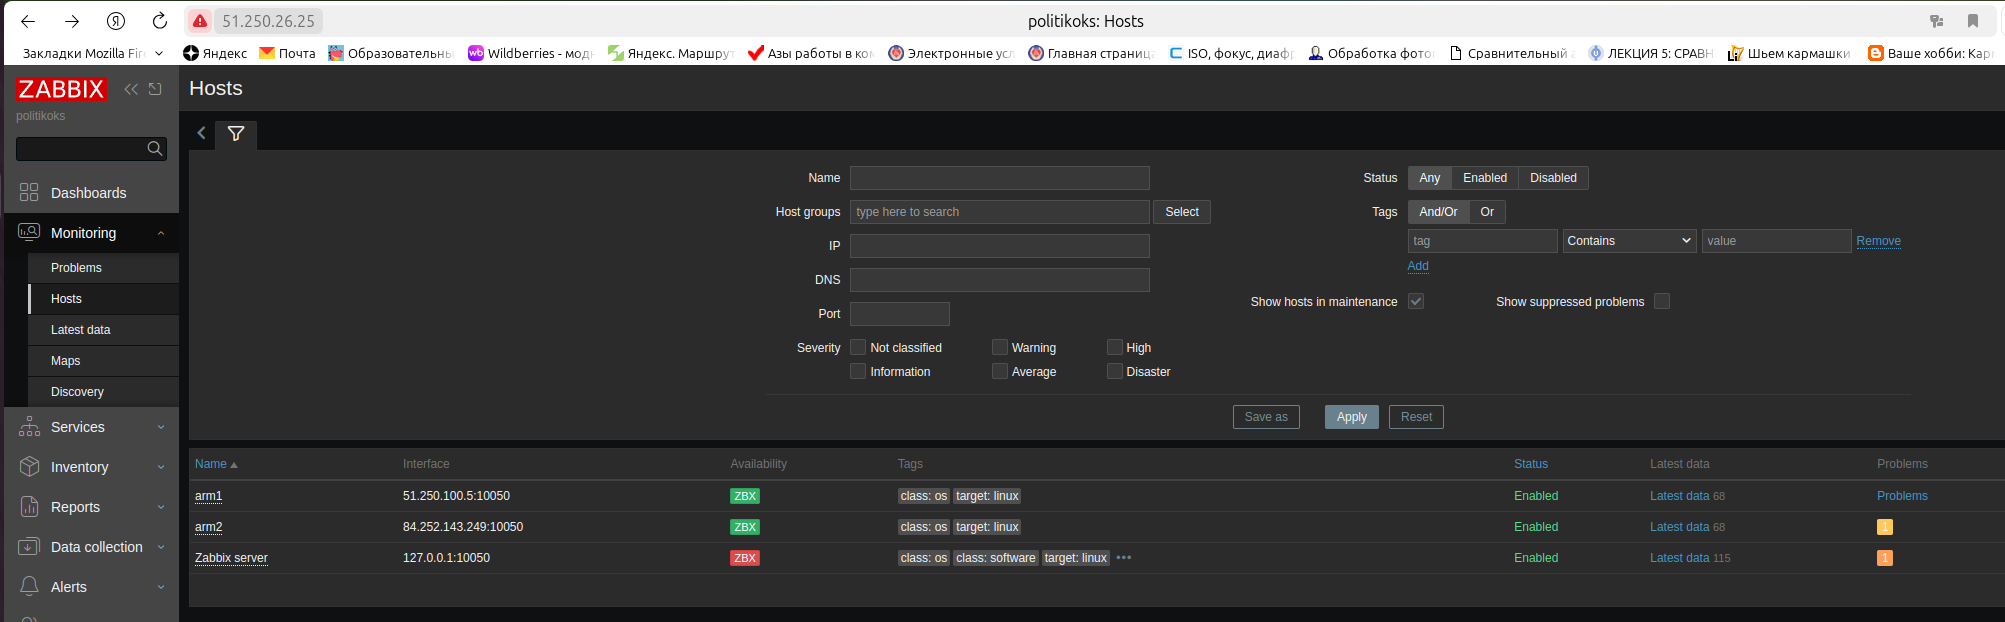 51.250.26.25 politikoks: Hosts
Закладки Mozilla Яндекс Почта Образовательны Wildberries - мод Яндекс. Маршрут Азы работы в ком Электронные усл Главная страница ISO, фокус, диаф Обработка фото Сравнительный ЛЕКЦИЯ 5: СРАВН Шьем кармашки Ваше хобби: Кар
ZABBIX
politikoks
Hosts
Dashboards
Monitoring
Problems
Hosts
Latest data
Maps
Discovery
Services
Inventory
Reports
Data collection
Alerts
Name
Host groups type here to search Select
IP
DNS
Port
Severity Not classified Warning High
Information Average Disaster
Status Any Enabled Disabled
Tags And/Or Or
tag Contains value Remove
Add
Show hosts in maintenance Show suppressed problems
Save as Apply Reset
Name Interface Availability Tags Status Latest data Problems
arm1 51.250.100.5:10050 ZBX class: os target: linux Enabled Latest data 68 Problems
arm2 84.252.143.249:10050 ZBX class: os target: linux Enabled Latest data 68 1
Zabbix server 127.0.0.1:10050 ZBX class: os class: software target: linux ••• Enabled Latest data 115 1